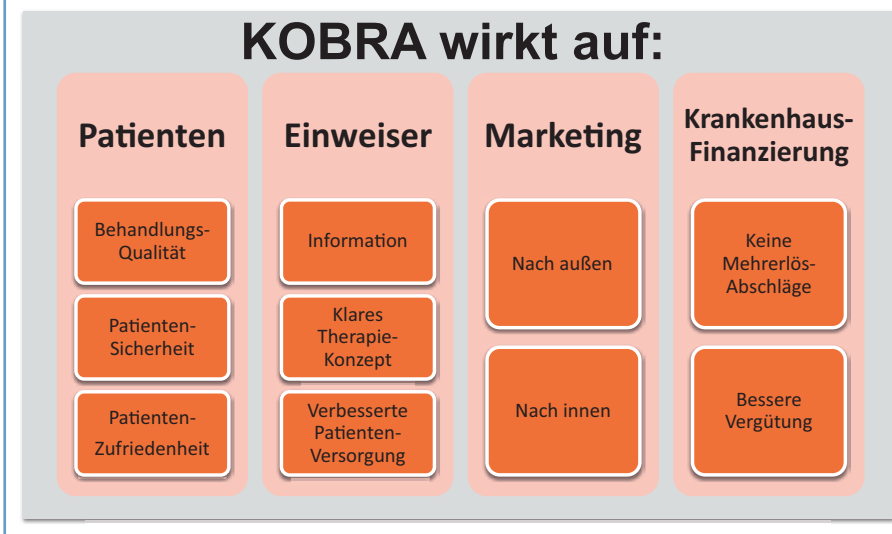 KOBRA wirkt auf:
Patienten
Behandlungs-
Qualität
Patienten-
Sicherheit
Patienten-
Zufriedenheit
Einweiser
Information
Klares
Therapie-
Konzept
Verbesserte
Patienten-
Versorgung
Marketing
Nach außen
Nach innen
Krankenhaus-
Finanzierung
Keine
Mehrerlös-
Abschläge
Bessere
Vergütung